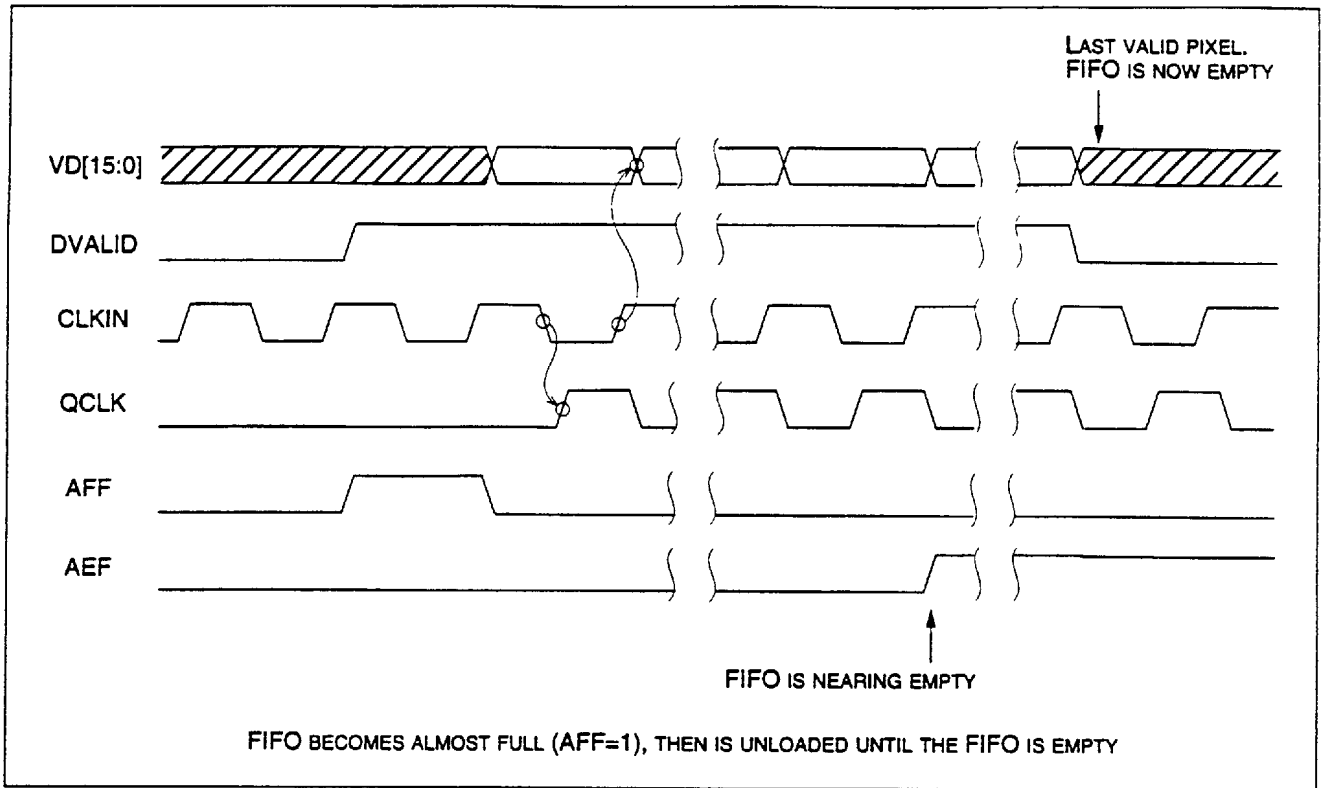 LAST VALID PIXEL.
FIFO IS NOW EMPTY
VD[15:0]
DVALID
CLKIN
QCLK
AFF
AEF
FIFO IS NEARING EMPTY
FIFO BECOMES ALMOST FULL (AFF=1), THEN IS UNLOADED UNTIL THE FIFO IS EMPTY